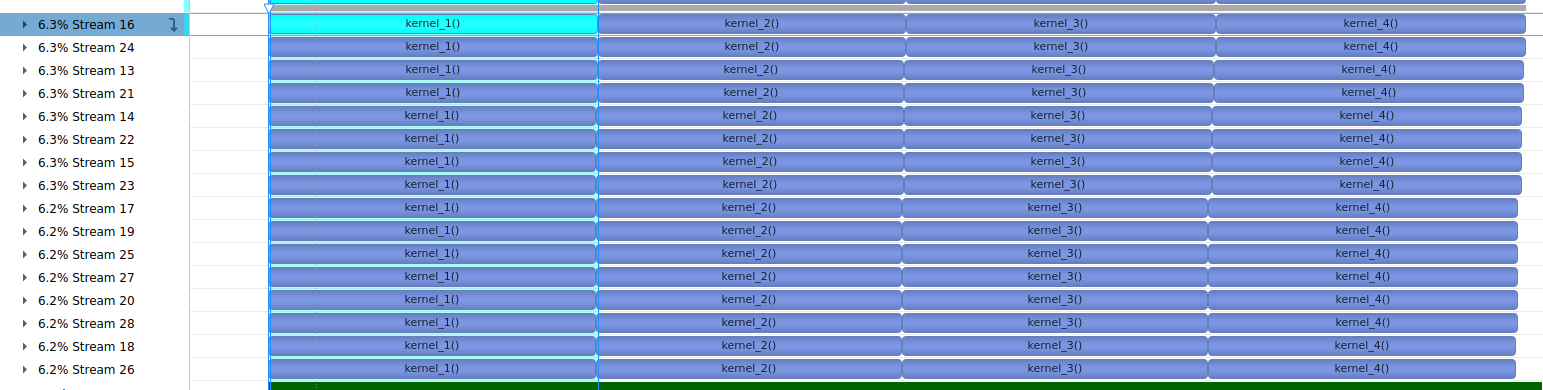 6.3% Stream 16 kernel_1() kernel_2() kernel_3() kernel_4()
6.3% Stream 24 kernel_1() kernel_2() kernel_3() kernel_4()
6.3% Stream 13 kernel_1() kernel_2() kernel_3() kernel_4()
6.3% Stream 21 kernel_1() kernel_2() kernel_3() kernel_4()
6.3% Stream 14 kernel_1() kernel_2() kernel_3() kernel_4()
6.3% Stream 22 kernel_1() kernel_2() kernel_3() kernel_4()
6.3% Stream 15 kernel_1() kernel_2() kernel_3() kernel_4()
6.3% Stream 23 kernel_1() kernel_2() kernel_3() kernel_4()
6.2% Stream 17 kernel_1() kernel_2() kernel_3() kernel_4()
6.2% Stream 19 kernel_1() kernel_2() kernel_3() kernel_4()
6.2% Stream 25 kernel_1() kernel_2() kernel_3() kernel_4()
6.2% Stream 27 kernel_1() kernel_2() kernel_3() kernel_4()
6.2% Stream 20 kernel_1() kernel_2() kernel_3() kernel_4()
6.2% Stream 28 kernel_1() kernel_2() kernel_3() kernel_4()
6.2% Stream 18 kernel_1() kernel_2() kernel_3() kernel_4()
6.2% Stream 26 kernel_1() kernel_2() kernel_3() kernel_4()